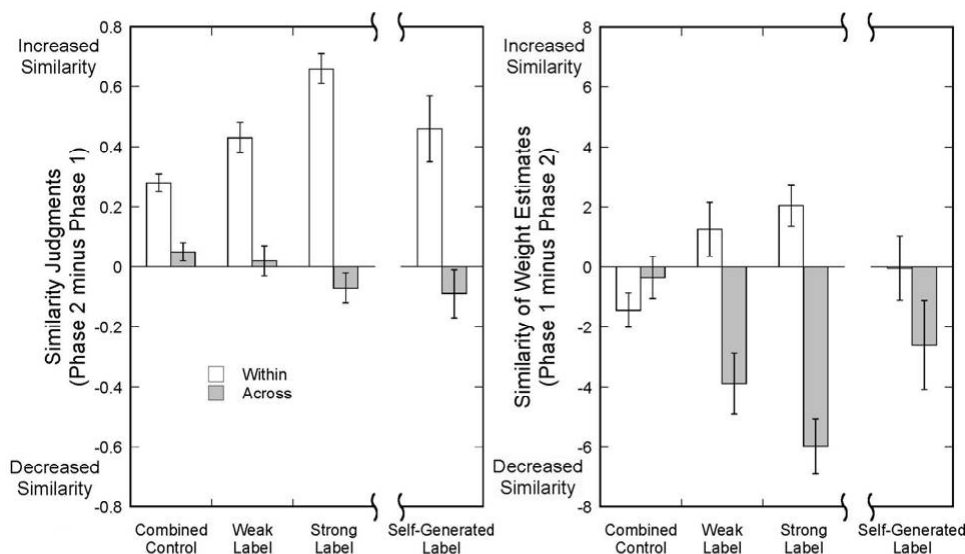 Increased
Similarity
Similarity Judgments
(Phase 2 minus Phase 1)
Decreased
Similarity
0.8
0.6
0.4
0.2
0
-0.2
-0.4
-0.6
-0.8
Within
Across
Combined
Control
Weak
Label
Strong
Label
Self-Generated
Label
Increased
Similarity
Similarity of Weight Estimates
(Phase 1 minus Phase 2)
Decreased
Similarity
8
6
4
2
0
-2
-4
-6
-8
Combined
Control
Weak
Label
Strong
Label
Self-Generated
Label